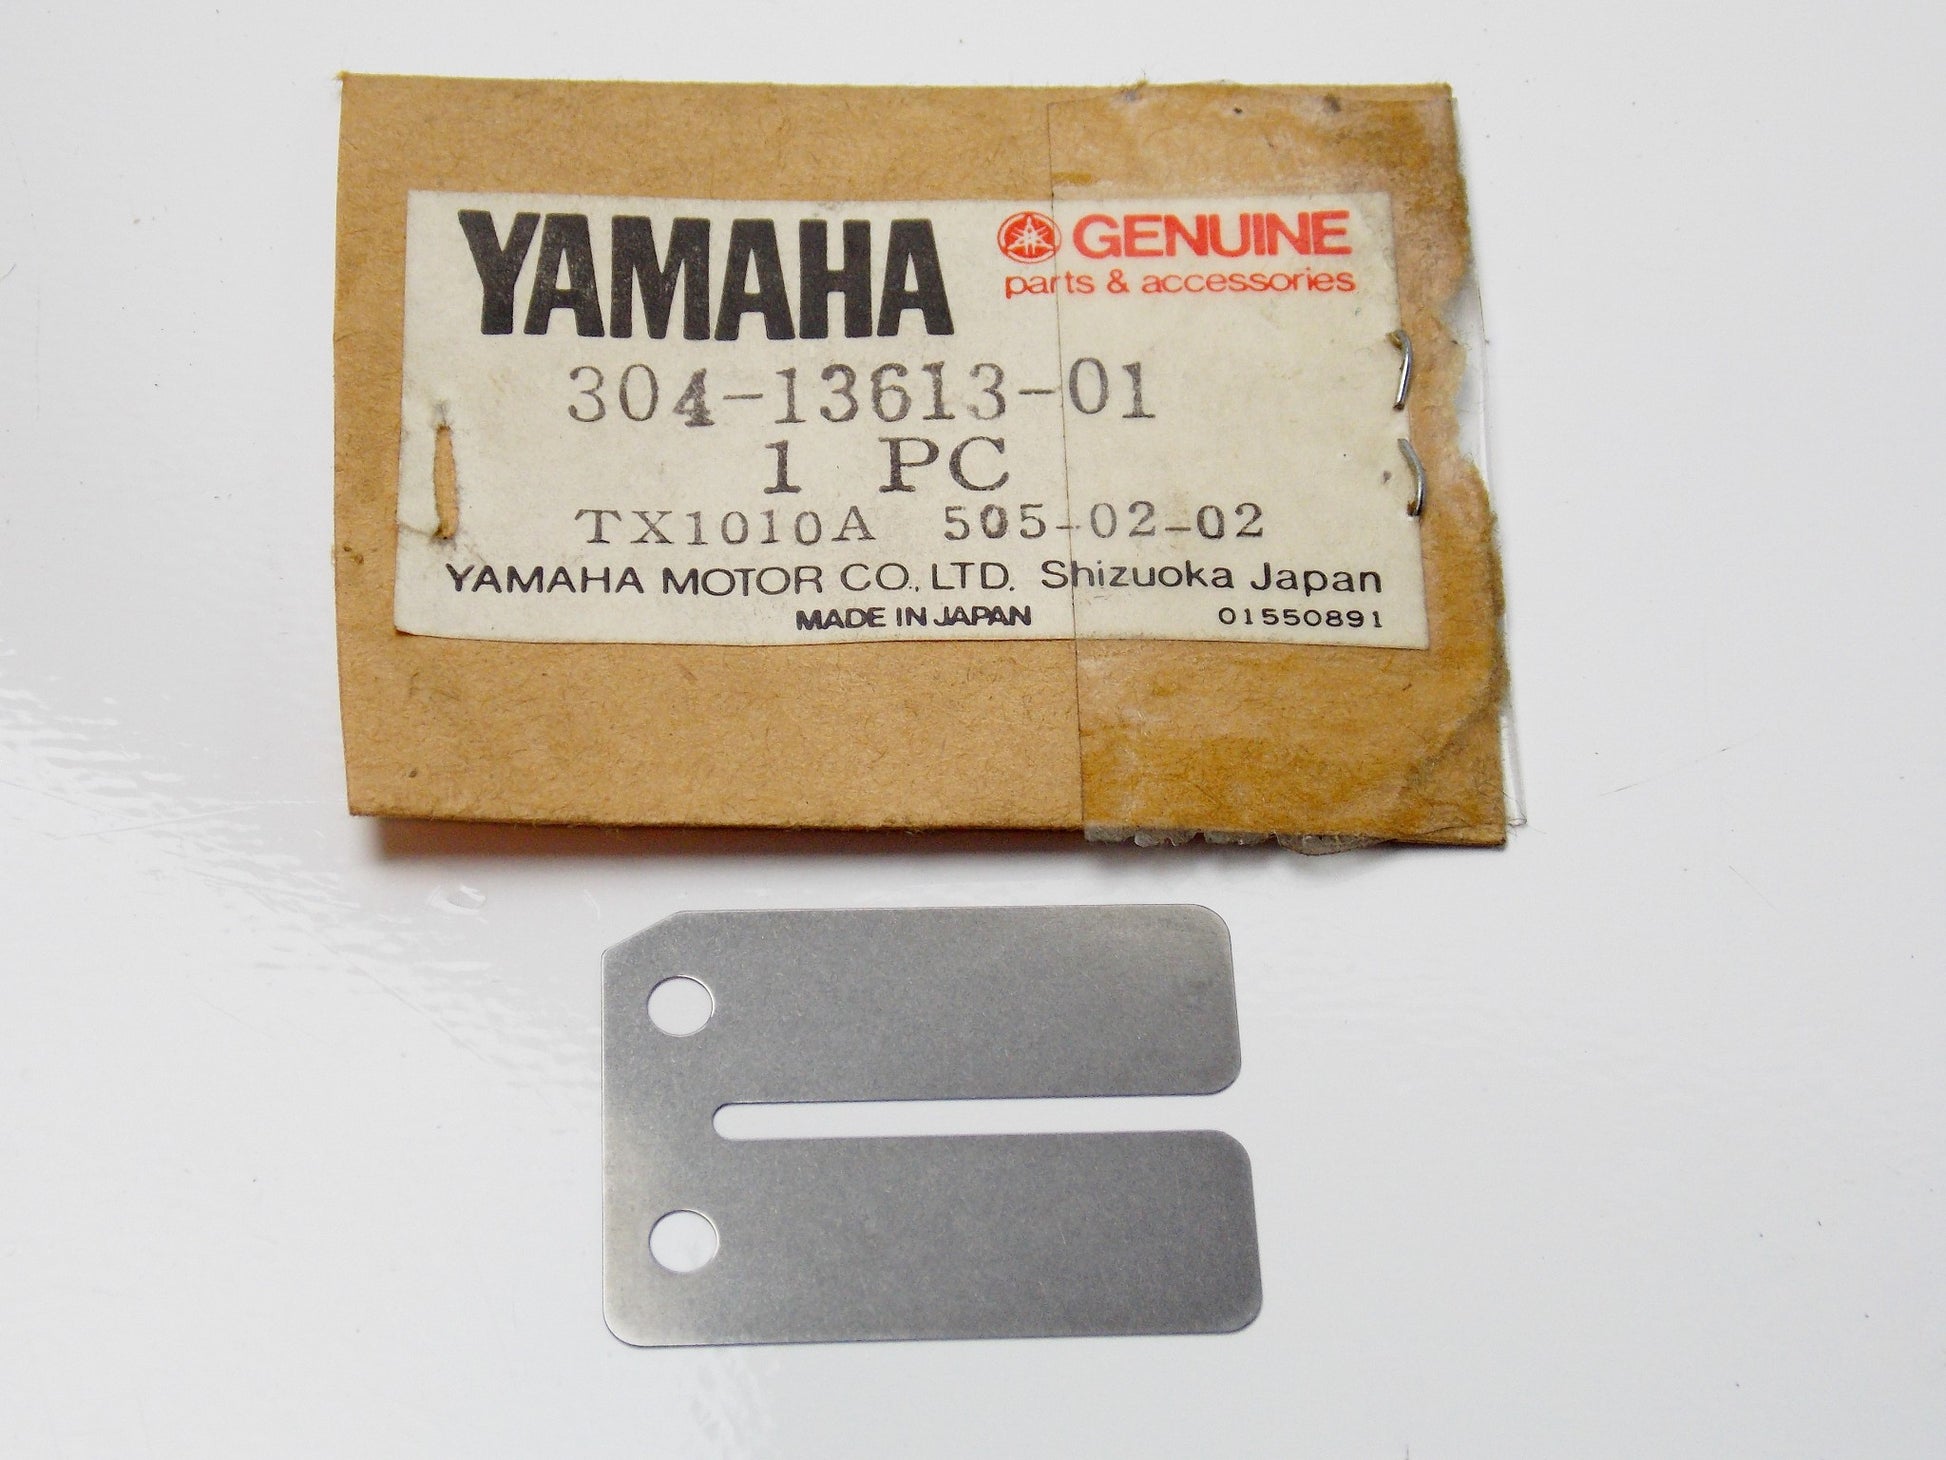 YAMAHA
GENUINE
parts & accessories
304-13613-01
1 PC
TX1010A 505-02-02
YAMAHA MOTOR CO., LTD. Shizuoka Japan
MADE IN JAPAN 01550891